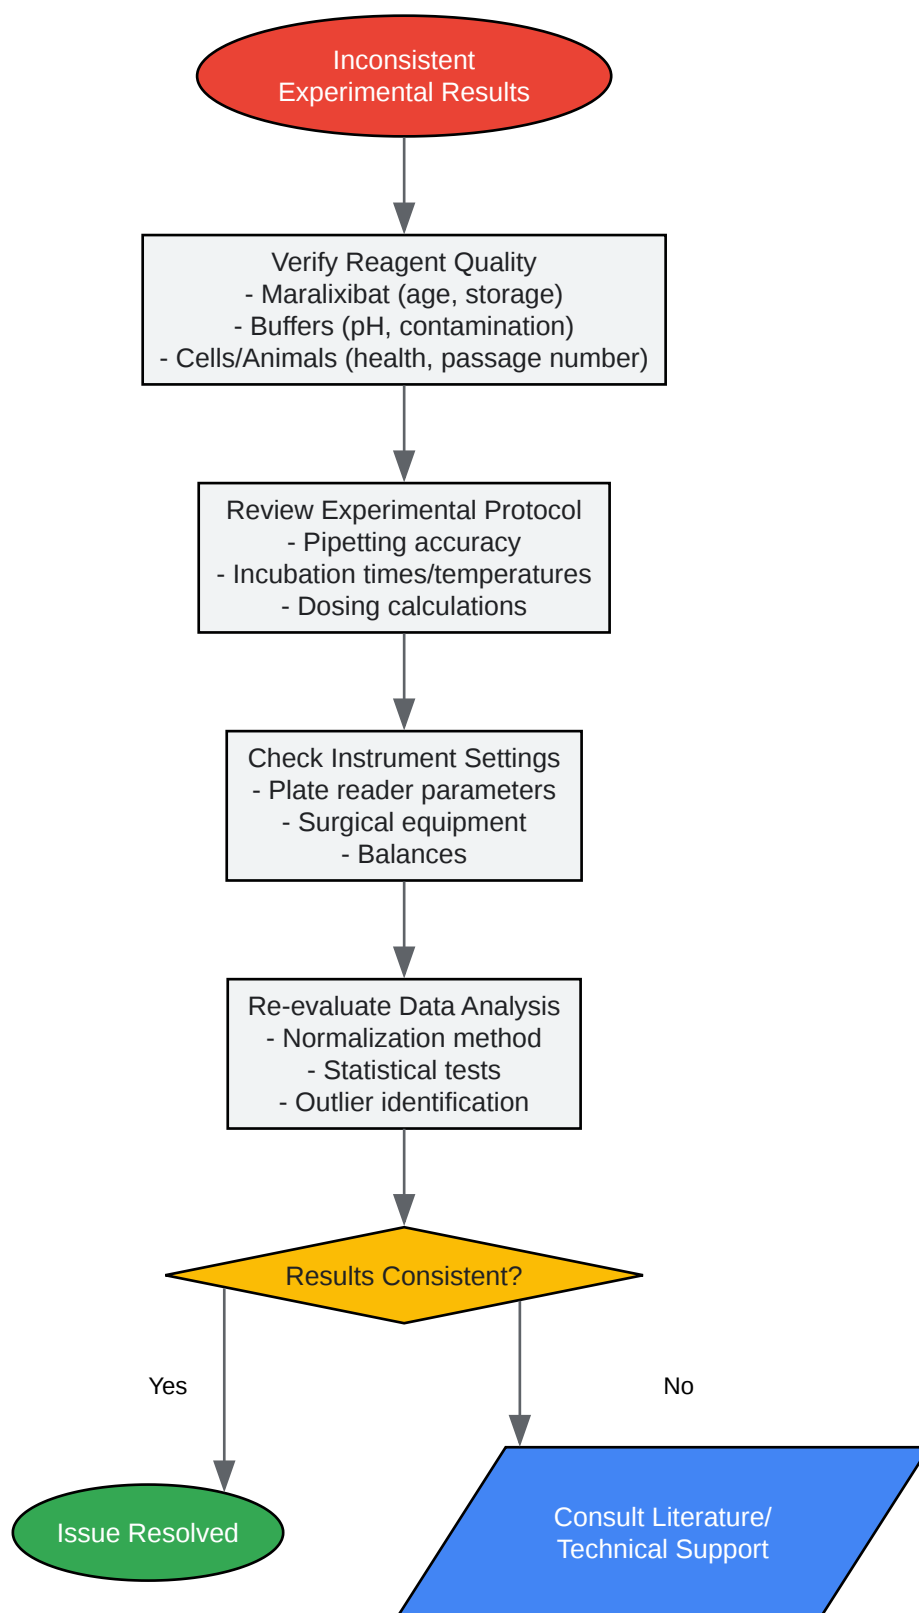 Inconsistent
Experimental Results
Verify Reagent Quality
- Maralixibat (age, storage)
- Buffers (pH, contamination)
- Cells/Animals (health, passage number)
Review Experimental Protocol
- Pipetting accuracy
- Incubation times/temperatures
- Dosing calculations
Check Instrument Settings
- Plate reader parameters
- Surgical equipment
- Balances
Re-evaluate Data Analysis
- Normalization method
- Statistical tests
- Outlier identification
Results Consistent?
Yes
No
Issue Resolved
Consult Literature/
Technical Support